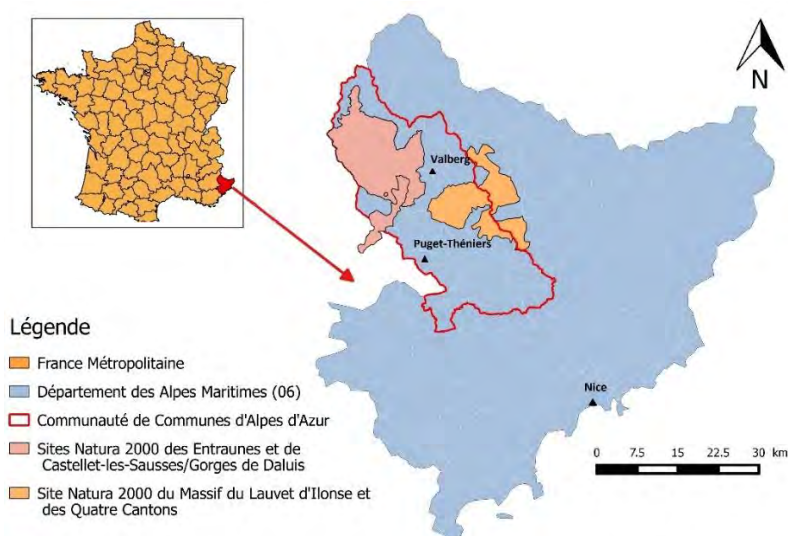 N
Valberg
Puget-Théniers
Nice
Légende
France Métropolitaine
Département des Alpes Maritimes (06)
Communauté de Communes d'Alpes d'Azur
Sites Natura 2000 des Entraunes et de
Castellet-les-Sausses/Gorges de Daluis
Site Natura 2000 du Massif du Lauvet d'Ilonse et
des Quatre Cantons
0 7.5 15 22.5 30 km